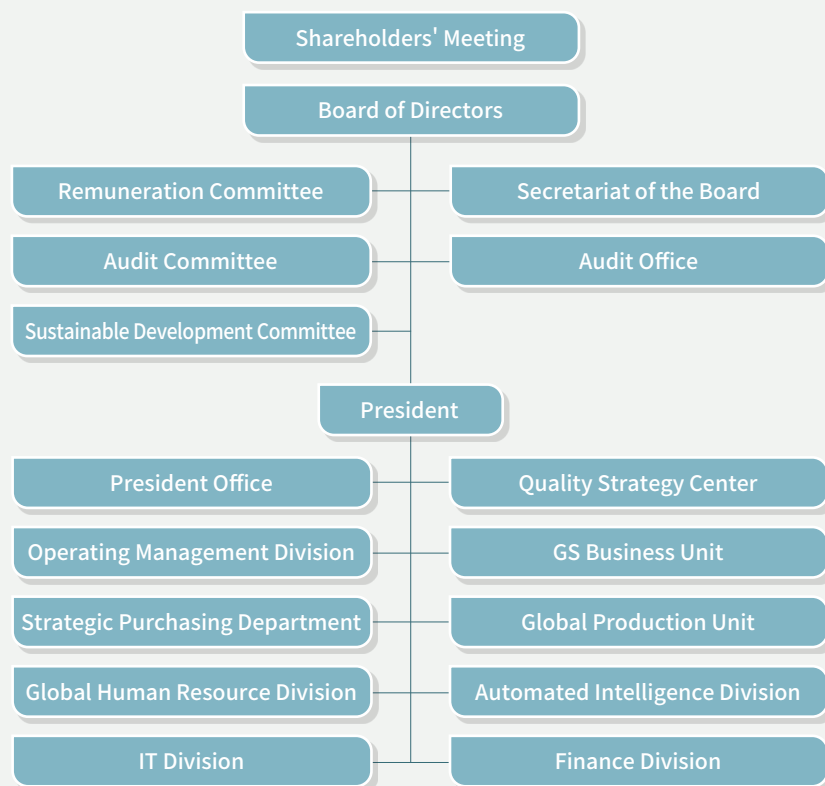 Shareholders' Meeting
Board of Directors
Remuneration Committee
Secretariat of the Board
Audit Committee
Audit Office
Sustainable Development Committee
President
President Office
Quality Strategy Center
Operating Management Division
GS Business Unit
Strategic Purchasing Department
Global Production Unit
Global Human Resource Division
Automated Intelligence Division
IT Division
Finance Division